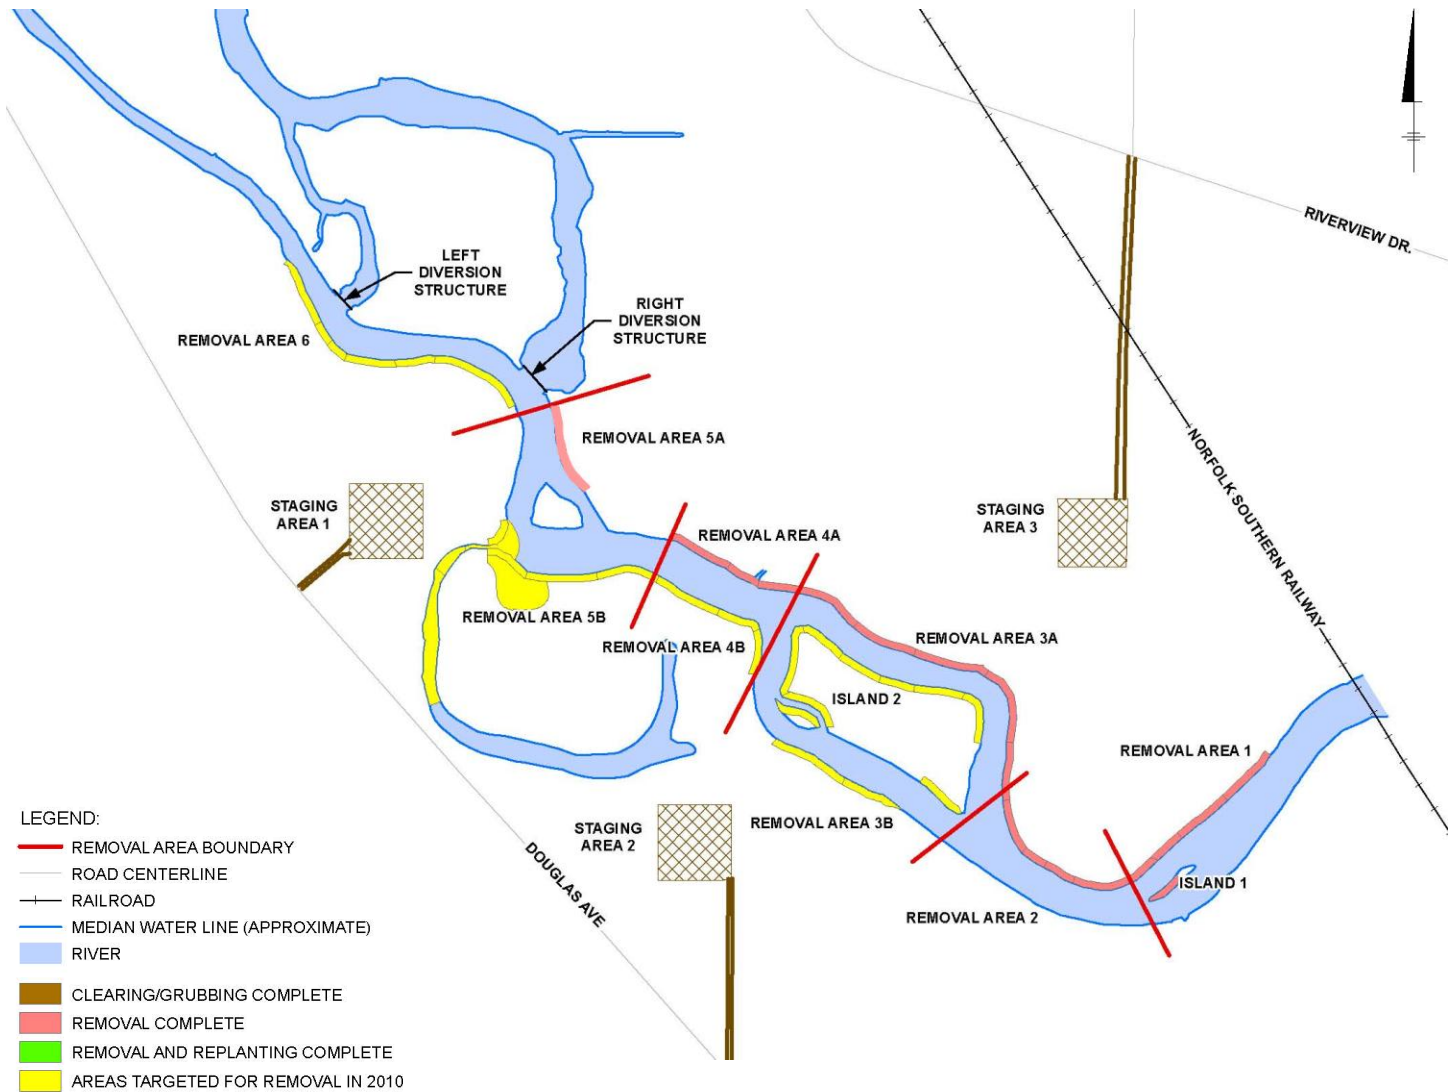 RIVERVIEW DR.
LEFT
DIVERSION
STRUCTURE
RIGHT
DIVERSION
STRUCTURE
REMOVAL AREA 6
REMOVAL AREA 5A
NORFOLK SOUTHERN RAILWAY
STAGING
AREA 1
STAGING
AREA 3
REMOVAL AREA 4A
REMOVAL AREA 5B
REMOVAL AREA 4B
REMOVAL AREA 3A
ISLAND 2
REMOVAL AREA 1
REMOVAL AREA 3B
STAGING
AREA 2
DOUGLAS AVE
ISLAND 1
REMOVAL AREA 2
LEGEND:
REMOVAL AREA BOUNDARY
ROAD CENTERLINE
RAILROAD
MEDIAN WATER LINE (APPROXIMATE)
RIVER
CLEARING/GRUBBING COMPLETE
REMOVAL COMPLETE
REMOVAL AND REPLANTING COMPLETE
AREAS TARGETED FOR REMOVAL IN 2010